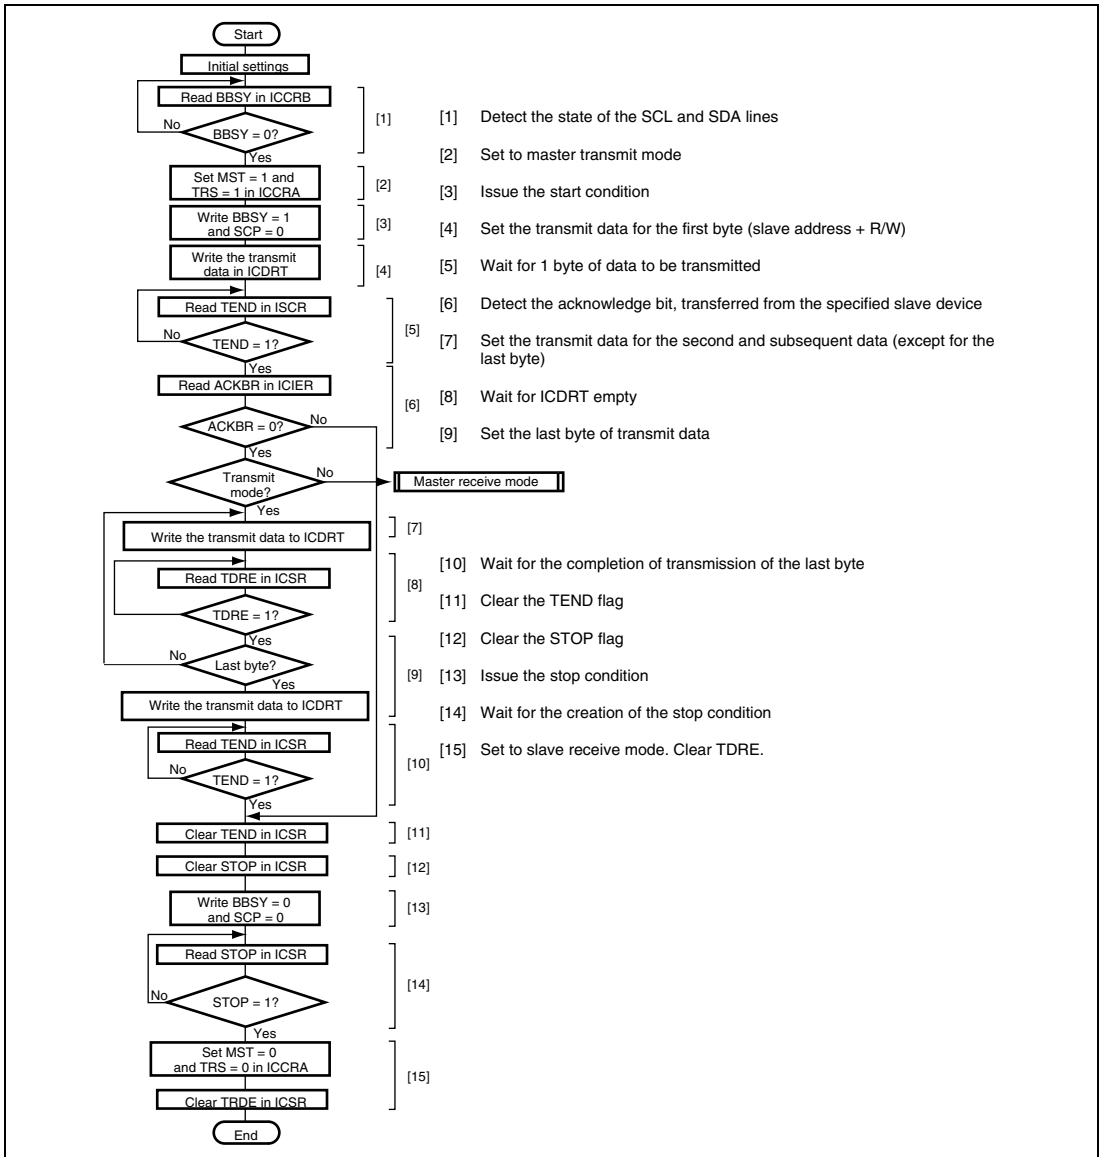 Start
Initial settings
Read BBSY in ICCRB
No
BBSY = 0?
Yes
[1]
Set MST = 1 and
TRS = 1 in ICCRA
[2]
Write BBSY = 1
and SCP = 0
[3]
Write the transmit
data in ICDRT
[4]
Read TEND in ISCR
No
TEND = 1?
Yes
[5]
Read ACKBR in ICIER
[6]
ACKBR = 0?
No
Yes
Transmit
mode?
No
Yes
Master receive mode
Write the transmit data to ICDRT
[7]
Read TDRE in ICSR
[8]
TDRE = 1?
Yes
No
Last byte?
Yes
[9]
Write the transmit data to ICDRT
Read TEND in ICSR
No
TEND = 1?
Yes
[10]
Clear TEND in ICSR
[11]
Clear STOP in ICSR
[12]
Write BBSY = 0
and SCP = 0
[13]
Read STOP in ICSR
No
STOP = 1?
Yes
[14]
Set MST = 0
and TRS = 0 in ICCRA
[15]
Clear TRDE in ICSR
End
[1] Detect the state of the SCL and SDA lines
[2] Set to master transmit mode
[3] Issue the start condition
[4] Set the transmit data for the first byte (slave address + R/W)
[5] Wait for 1 byte of data to be transmitted
[6] Detect the acknowledge bit, transferred from the specified slave device
[7] Set the transmit data for the second and subsequent data (except for the
last byte)
[8] Wait for ICDRT empty
[9] Set the last byte of transmit data
[10] Wait for the completion of transmission of the last byte
[11] Clear the TEND flag
[12] Clear the STOP flag
[13] Issue the stop condition
[14] Wait for the creation of the stop condition
[15] Set to slave receive mode. Clear TDRE.